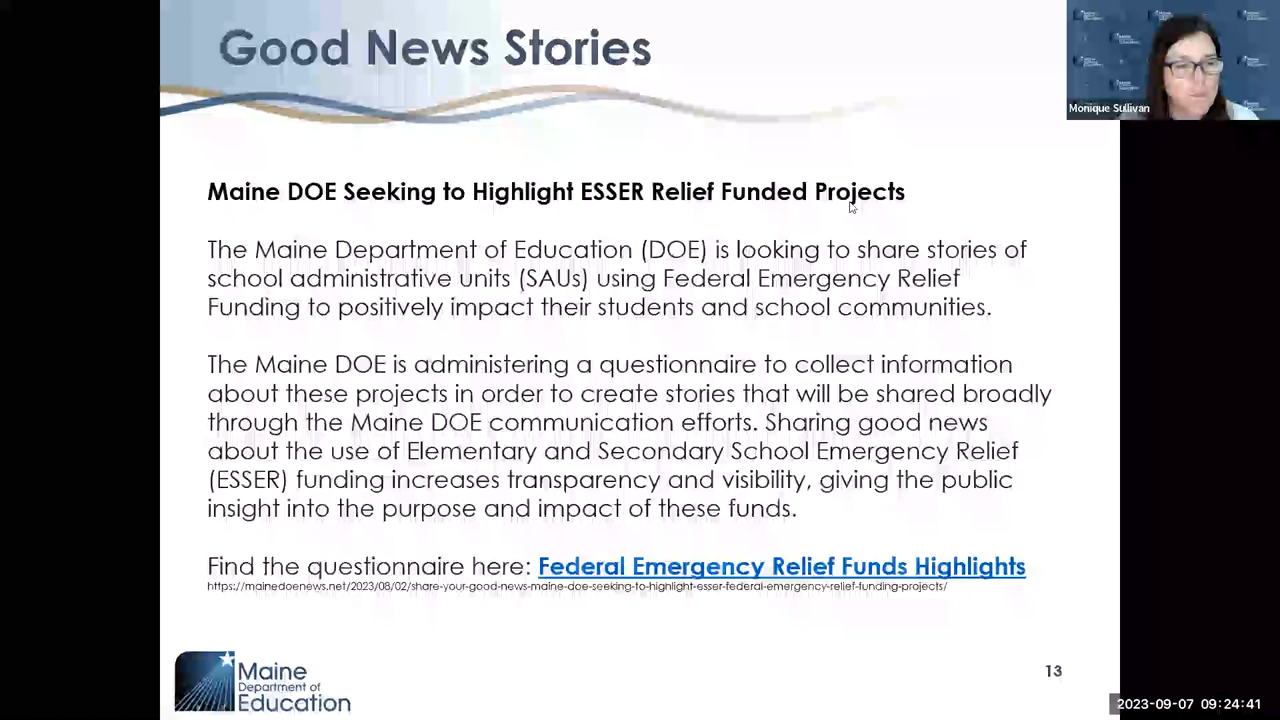 Good News Stories
Monique Sullivan
Maine DOE Seeking to Highlight ESSER Relief Funded Projects
The Maine Department of Education (DOE) is looking to share stories of
school administrative units (SAUs) using Federal Emergency Relief
Funding to positively impact their students and school communities.
The Maine DOE is administering a questionnaire to collect information
about these projects in order to create stories that will be shared broadly
through the Maine DOE communication efforts. Sharing good news
about the use of Elementary and Secondary School Emergency Relief
(ESSER) funding increases transparency and visibility, giving the public
insight into the purpose and impact of these funds.
Find the questionnaire here: Federal Emergency Relief Funds Highlights
https://mainedoenews.net/2023/08/02/share-your-good-news-maine-doe-seeking-to-highlight-esser-federal-emergency-relief-funding-projects/
Maine
Department of
Education
13
2023-09-07 09:24:41